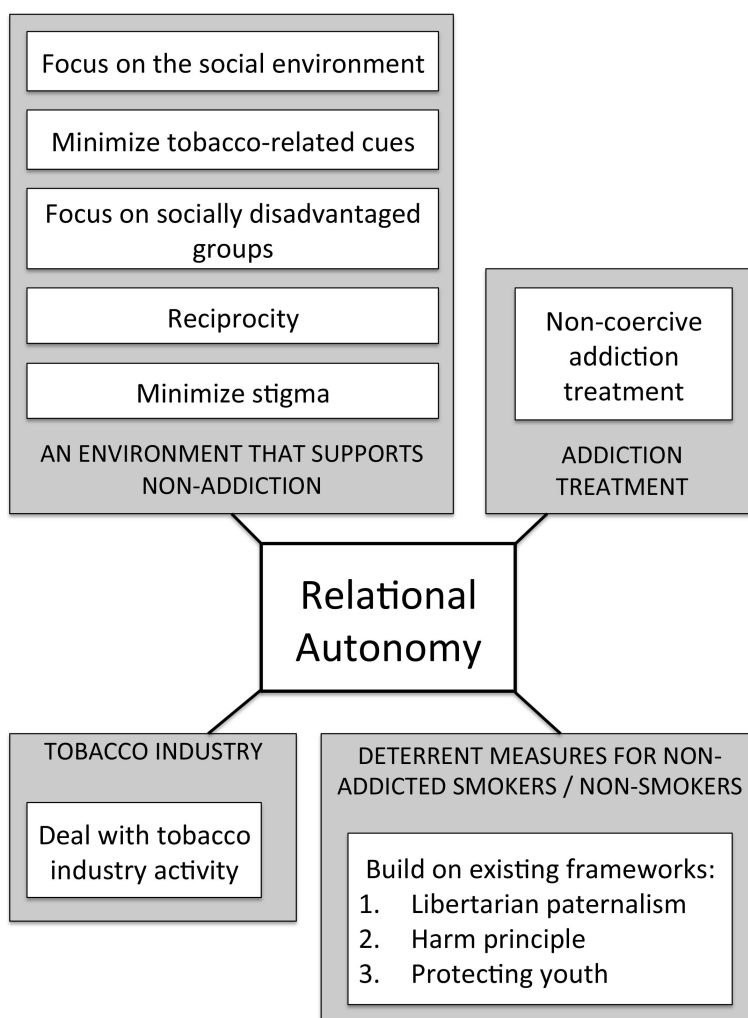 Focus on the social environment
Minimize tobacco-related cues
Focus on socially disadvantaged
groups
Reciprocity
Minimize stigma
AN ENVIRONMENT THAT SUPPORTS
NON-ADDICTION
Non-coercive
addiction
treatment
ADDICTION
TREATMENT
Relational
Autonomy
TOBACCO INDUSTRY
Deal with tobacco
industry activity
DETERRENT MEASURES FOR NON-
ADDICTED SMOKERS / NON-SMOKERS
Build on existing frameworks:
1. Libertarian paternalism
2. Harm principle
3. Protecting youth